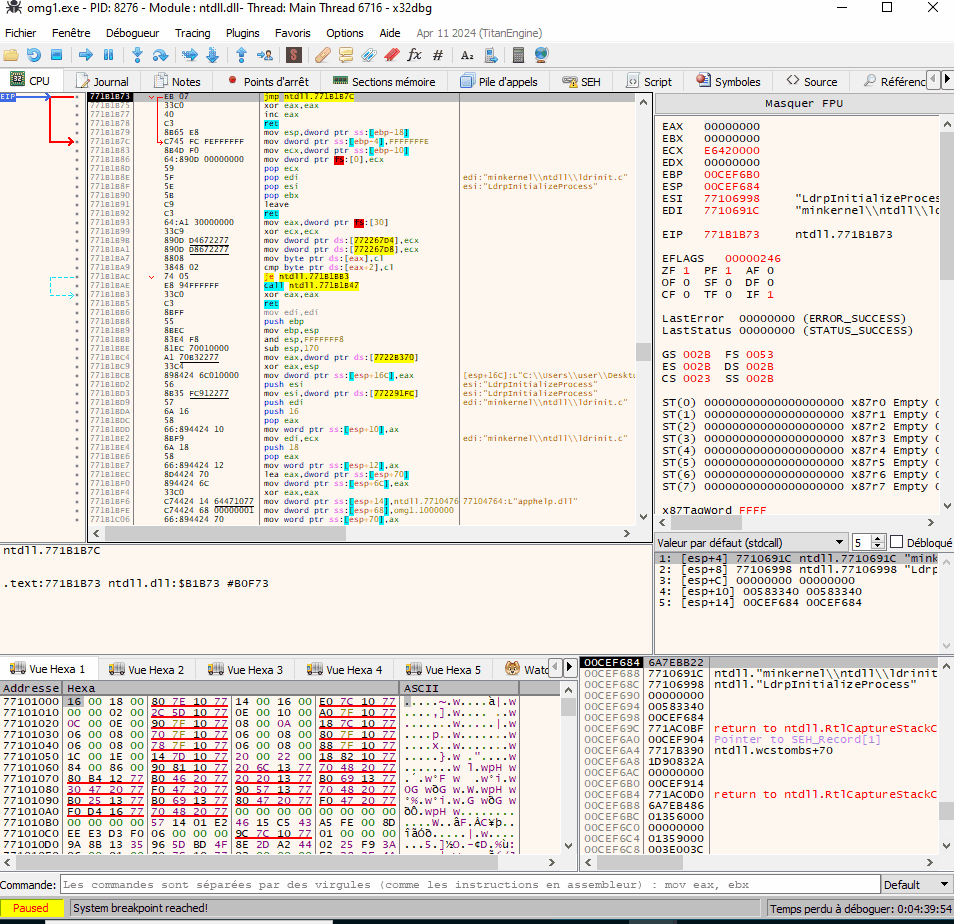 omg1.exe - PID: 8276 - Module : ntdll.dll- Thread: Main Thread 6716 - x32dbg
Fichier Fenêtre Débogueur Tracing Plugins Favoris Options Aide Apr 11 2024 (TitanEngine)
CPU Journal Notes Points d'arrêt Sections mémoire Pile d'appels SEH Script Symboles Source Référenc
EIP
771B1B73 EB 07 jmp ntdll.771B1B7C
771B1B75 33C0 xor eax,eax
771B1B77 40 inc eax
771B1B78 C3 ret
771B1B79 8B65 E8 mov esp,dword ptr ss:[ebp-18]
771B1B7C C745 FC FEFFFFFF mov dword ptr ss:[ebp-4],FFFFFFFE
771B1B83 8B4D F0 mov ecx,dword ptr ss:[ebp-10]
771B1B86 64:890D 00000000 mov dword ptr fs:[0],ecx
771B1B8D 59 pop ecx
771B1B8E 5F pop edi edi:"minkernel\\ntdll\\ldrinit.c"
771B1B8F 5E pop esi esi:"LdrpInitializeProcess"
771B1B90 5B pop ebx
771B1B91 C9 leave
771B1B92 C3 ret
771B1B93 64:A1 30000000 mov eax,dword ptr fs:[30]
771B1B99 33C9 xor ecx,ecx
771B1B9B 890D D4672277 mov dword ptr ds:[772267D4],ecx
771B1BA1 890D D8672277 mov dword ptr ds:[772267D8],ecx
771B1BA7 8808 mov byte ptr ds:[eax],cl
771B1BA9 3848 02 cmp byte ptr ds:[eax+2],cl
771B1BAC 74 05 je ntdll.771B1BB3
771B1BAE E8 94FFFFFF call ntdll.771B1B47
771B1BB3 33C0 xor eax,eax
771B1BB5 C3 ret
771B1BB6 8BFF mov edi,edi
771B1BB8 55 push ebp
771B1BB9 8BEC mov ebp,esp
771B1BBB 83E4 F8 and esp,FFFFFFF8
771B1BBE 81EC 70010000 sub esp,170
771B1BC4 A1 70B32277 mov eax,dword ptr ds:[7722B370]
771B1BC9 33C4 xor eax,esp
771B1BCB 898424 6C010000 mov dword ptr ss:[esp+16C],eax [esp+16C]:L"C:\\Users\\user\\Deskto
771B1BD2 56 push esi esi:"LdrpInitializeProcess"
771B1BD3 8B35 FC912277 mov esi,dword ptr ds:[772291FC] esi:"LdrpInitializeProcess"
771B1BD9 57 push edi edi:"minkernel\\ntdll\\ldrinit.c"
771B1BDA 6A 16 push 16
771B1BDC 58 pop eax
771B1BDD 66:894424 10 mov word ptr ss:[esp+10],ax
771B1BE2 8BF9 mov edi,ecx edi:"minkernel\\ntdll\\ldrinit.c"
771B1BE4 6A 18 push 18
771B1BE6 58 pop eax
771B1BE7 66:894424 12 mov word ptr ss:[esp+12],ax
771B1BEC 8D4424 70 lea eax,dword ptr ss:[esp+70]
771B1BF0 894424 6C mov dword ptr ss:[esp+6C],eax
771B1BF4 33C0 xor eax,eax
771B1BF6 C74424 14 64471077 mov dword ptr ss:[esp+14],ntdll.7710476 77104764:L"apphelp.dll"
771B1BFE C74424 68 00000001 mov dword ptr ss:[esp+68],omg1.1000000
771B1C06 66:894424 70 mov word ptr ss:[esp+70],ax
Masquer FPU
EAX 00000000
EBX 00000000
ECX E6420000
EDX 00000000
EBP 00CEF6B0
ESP 00CEF684
ESI 77106998 "LdrpInitializeProces
EDI 7710691C "minkernel\\ntdll\\ld
EIP 771B1B73 ntdll.771B1B73
EFLAGS 00000246
ZF 1 PF 1 AF 0
OF 0 SF 0 DF 0
CF 0 TF 0 IF 1
LastError 00000000 (ERROR_SUCCESS)
LastStatus 00000000 (STATUS_SUCCESS)
GS 002B FS 0053
ES 002B DS 002B
CS 0023 SS 002B
ST(0) 00000000000000000000 x87r0 Empty
ST(1) 00000000000000000000 x87r1 Empty
ST(2) 00000000000000000000 x87r2 Empty
ST(3) 00000000000000000000 x87r3 Empty
ST(4) 00000000000000000000 x87r4 Empty
ST(5) 00000000000000000000 x87r5 Empty
ST(6) 00000000000000000000 x87r6 Empty
ST(7) 00000000000000000000 x87r7 Empty
x87TagWord FFFF
Valeur par défaut (stdcall) 5 Débloqué
1: [esp+4] 7710691C ntdll.7710691C "mink
2: [esp+8] 77106998 ntdll.77106998 "Ldrp
3: [esp+C] 00000000 00000000
4: [esp+10] 00583340 00583340
5: [esp+14] 00CEF684 00CEF684
ntdll.771B1B7C
.text:771B1B73 ntdll.dll:$B1B73 #B0F73
Vue Hexa 1 Vue Hexa 2 Vue Hexa 3 Vue Hexa 4 Vue Hexa 5 Watc
Addresse Hexa ASCII
77101000 16 00 18 00 80 7E 10 77 14 00 16 00 E0 7C 10 77
77101010 00 00 02 00 2C 5D 10 77 0E 00 10 00 A0 7F 10 77
77101020 0C 00 0E 00 90 7F 10 77 08 00 0A 00 18 7C 10 77
77101030 06 00 08 00 70 7F 10 77 06 00 08 00 80 7F 10 77
77101040 06 00 08 00 78 7F 10 77 06 00 08 00 88 7F 10 77
77101050 1C 00 1E 00 14 7D 10 77 20 00 22 00 18 82 10 77
77101060 84 00 86 00 90 81 10 77 20 6C 13 77 70 48 20 77
77101070 80 B4 12 77 B0 46 20 77 20 20 13 77 B0 69 13 77
77101080 30 47 20 77 F0 47 20 77 90 57 13 77 70 48 20 77
77101090 B0 25 13 77 B0 69 13 77 80 47 20 77 F0 47 20 77
771010A0 F0 D4 16 77 70 48 20 77 00 00 00 00 00 00 00 00
771010B0 00 00 00 00 57 14 01 E2 46 15 C5 43 A5 FE 00 8D
771010C0 EE E3 D3 F0 06 00 00 00 9C 7C 10 77 01 00 00 00
771010D0 9A 8B 13 35 96 5D BD 4F 8E 2D A2 44 02 25 F9 3A
00CEF684 6A7EBB22
00CEF688 7710691C ntdll."minkernel\\ntdll\\ldrinit
00CEF68C 77106998 ntdll."LdrpInitializeProcess"
00CEF690 00000000
00CEF694 00583340
00CEF698 00CEF684
00CEF69C 771AC0BF return to ntdll.RtlCaptureStackC
00CEF6A0 00CEF904 Pointer to SEH_Record[1]
00CEF6A4 7717B390 ntdll.wcstombs+70
00CEF6A8 1D90832A
00CEF6AC 00000000
00CEF6B0 00CEF914
00CEF6B4 771AC0D0 return to ntdll.RtlCaptureStackC
00CEF6B8 6A7EB486
00CEF6BC 01356000
00CEF6C0 00000000
00CEF6C4 01359000
00CEF6C8 003E003C
Commande: Les commandes sont séparées par des virgules (comme les instructions en assembleur) : mov eax, ebx Default
Paused System breakpoint reached! Temps perdu à déboguer: 0:04:39:54